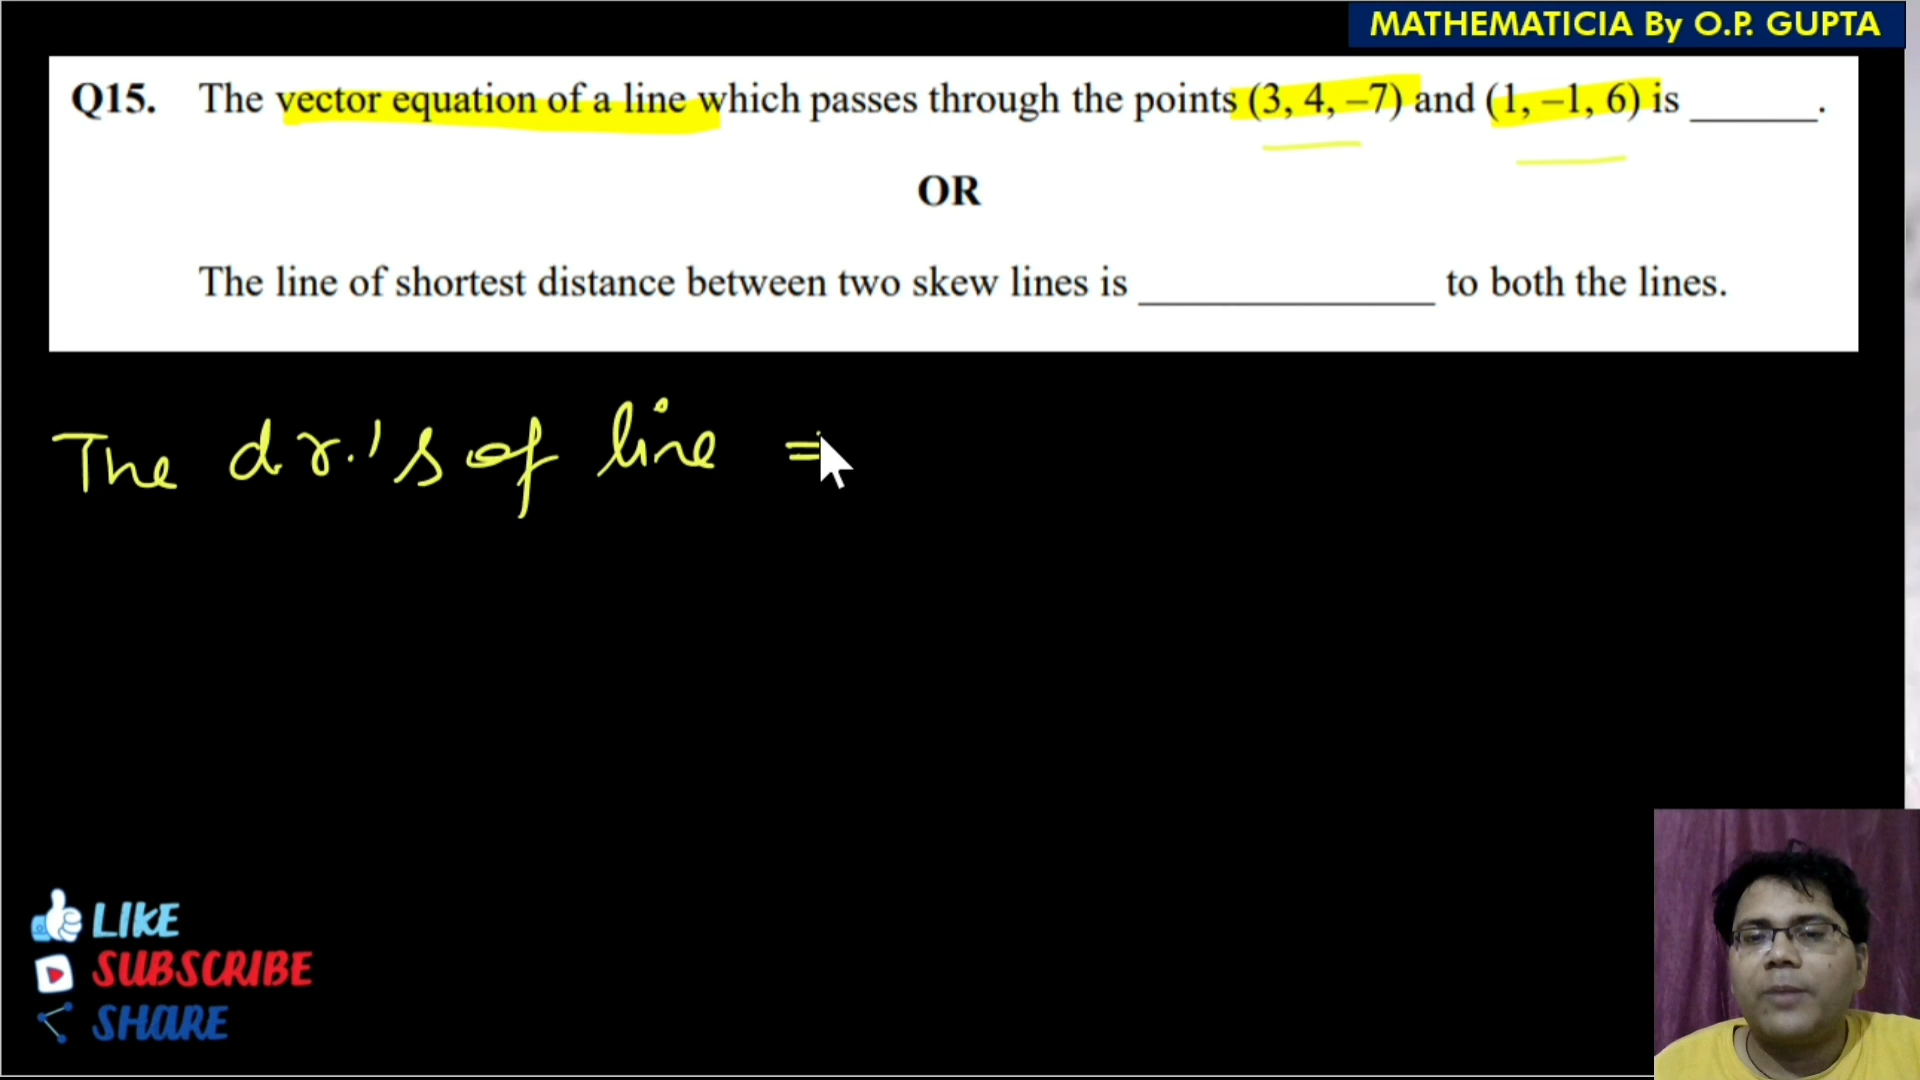 MATHEMATICIA By O.P. GUPTA
Q15. The vector equation of a line which passes through the points (3, 4, –7) and (1, –1, 6) is ______.
OR
The line of shortest distance between two skew lines is ______________ to both the lines.
The d.r.'s of line =
LIKE
SUBSCRIBE
SHARE